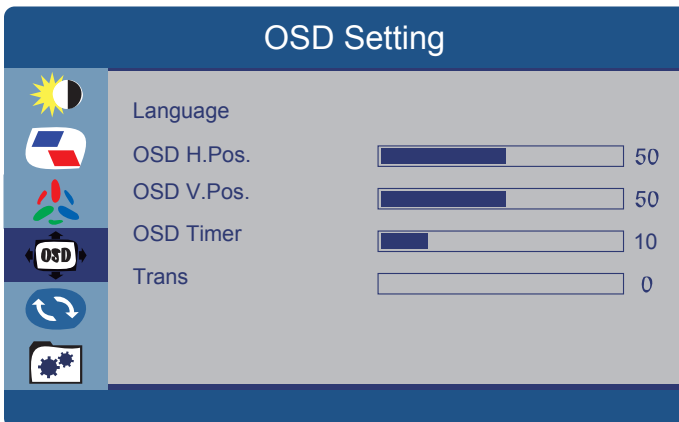 OSD Setting
Language
OSD H.Pos. 50
OSD V.Pos. 50
OSD Timer 10
Trans 0
OSD